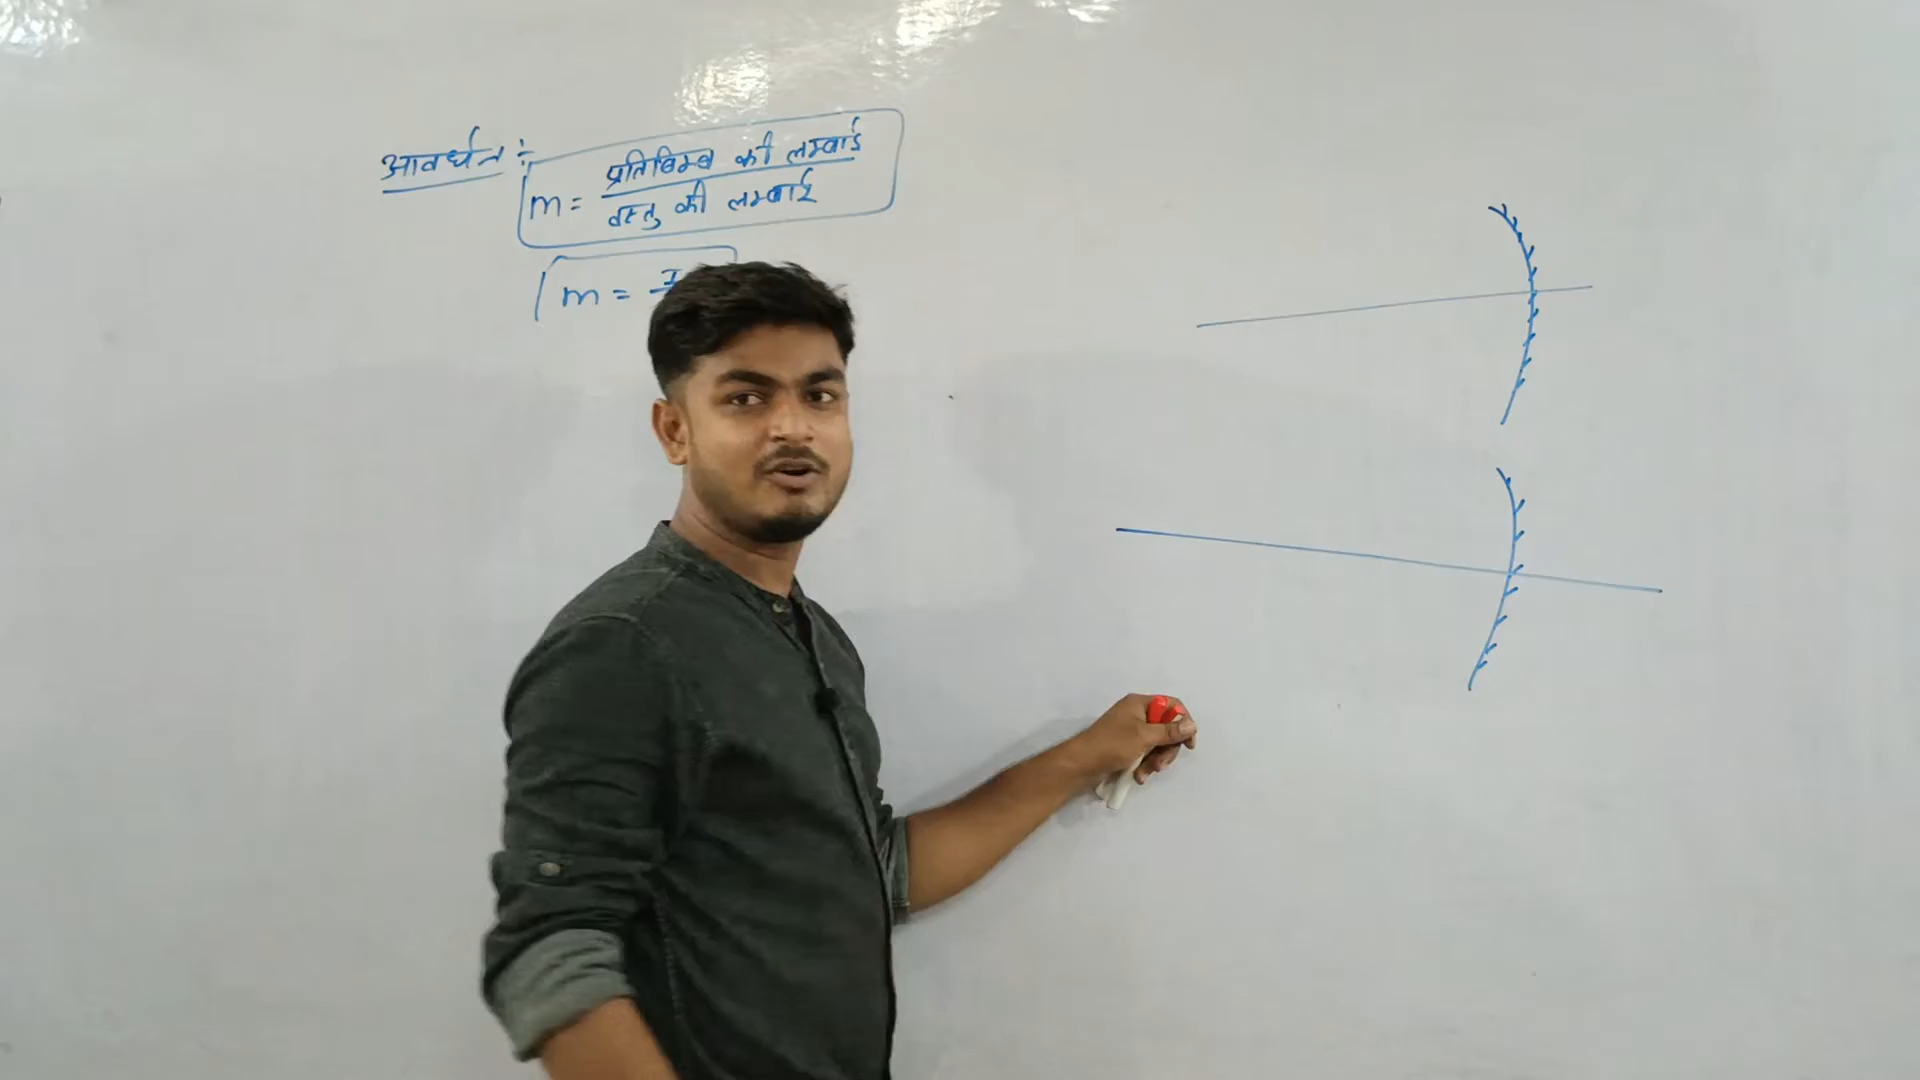 आवर्धन :-
m = प्रतिबिम्ब की लम्बाई
वस्तु की लम्बाई
m = I